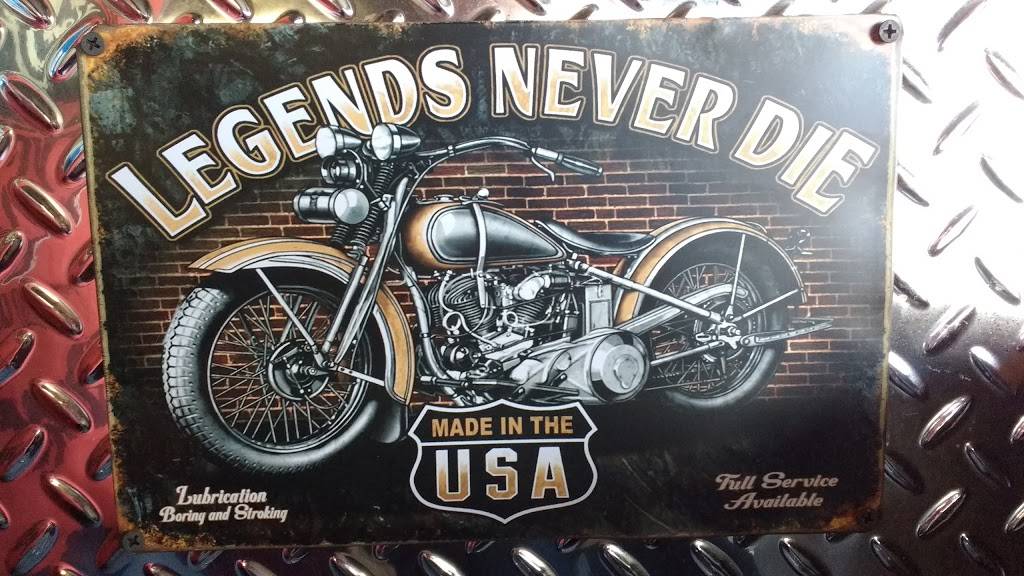 LEGENDS NEVER DIE
MADE IN THE
USA
Lubrication
Boring and Stroking
Full Service
Available